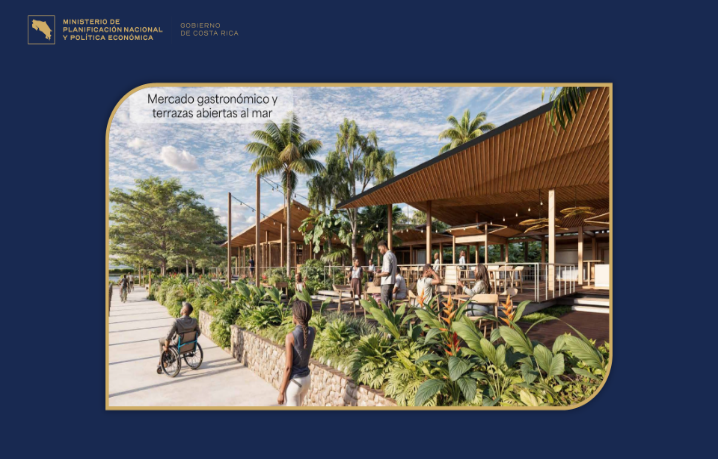 MINISTERIO DE
PLANIFICACIÓN NACIONAL
Y POLÍTICA ECONÓMICA
GOBIERNO
DE COSTA RICA
Mercado gastronómico y
terrazas abiertas al mar